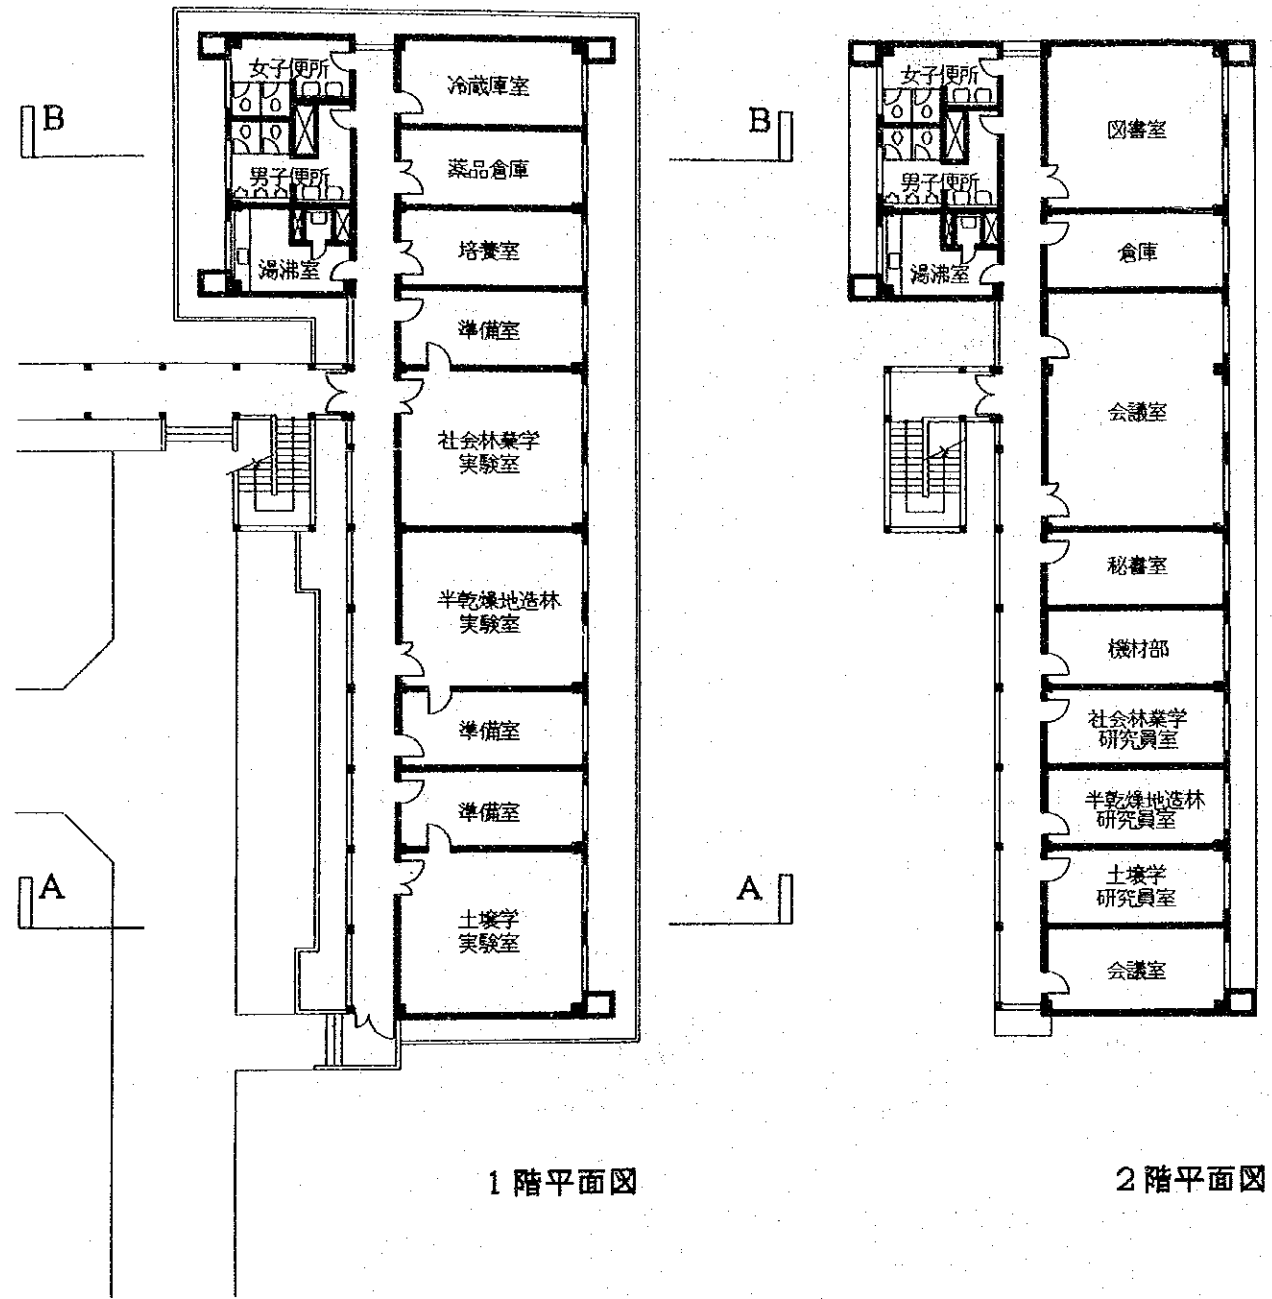 女子便所
冷蔵庫室
B
薬品倉庫
男子便所
培養室
湯沸室
準備室
社会林業学
実験室
半乾燥地造林
実験室
準備室
準備室
A
土壌学
実験室
1階平面図
女子便所
B
図書室
男子便所
倉庫
湯沸室
会議室
秘書室
機材部
社会林業学
研究員室
半乾燥地造林
研究員室
A
土壌学
研究員室
会議室
2階平面図